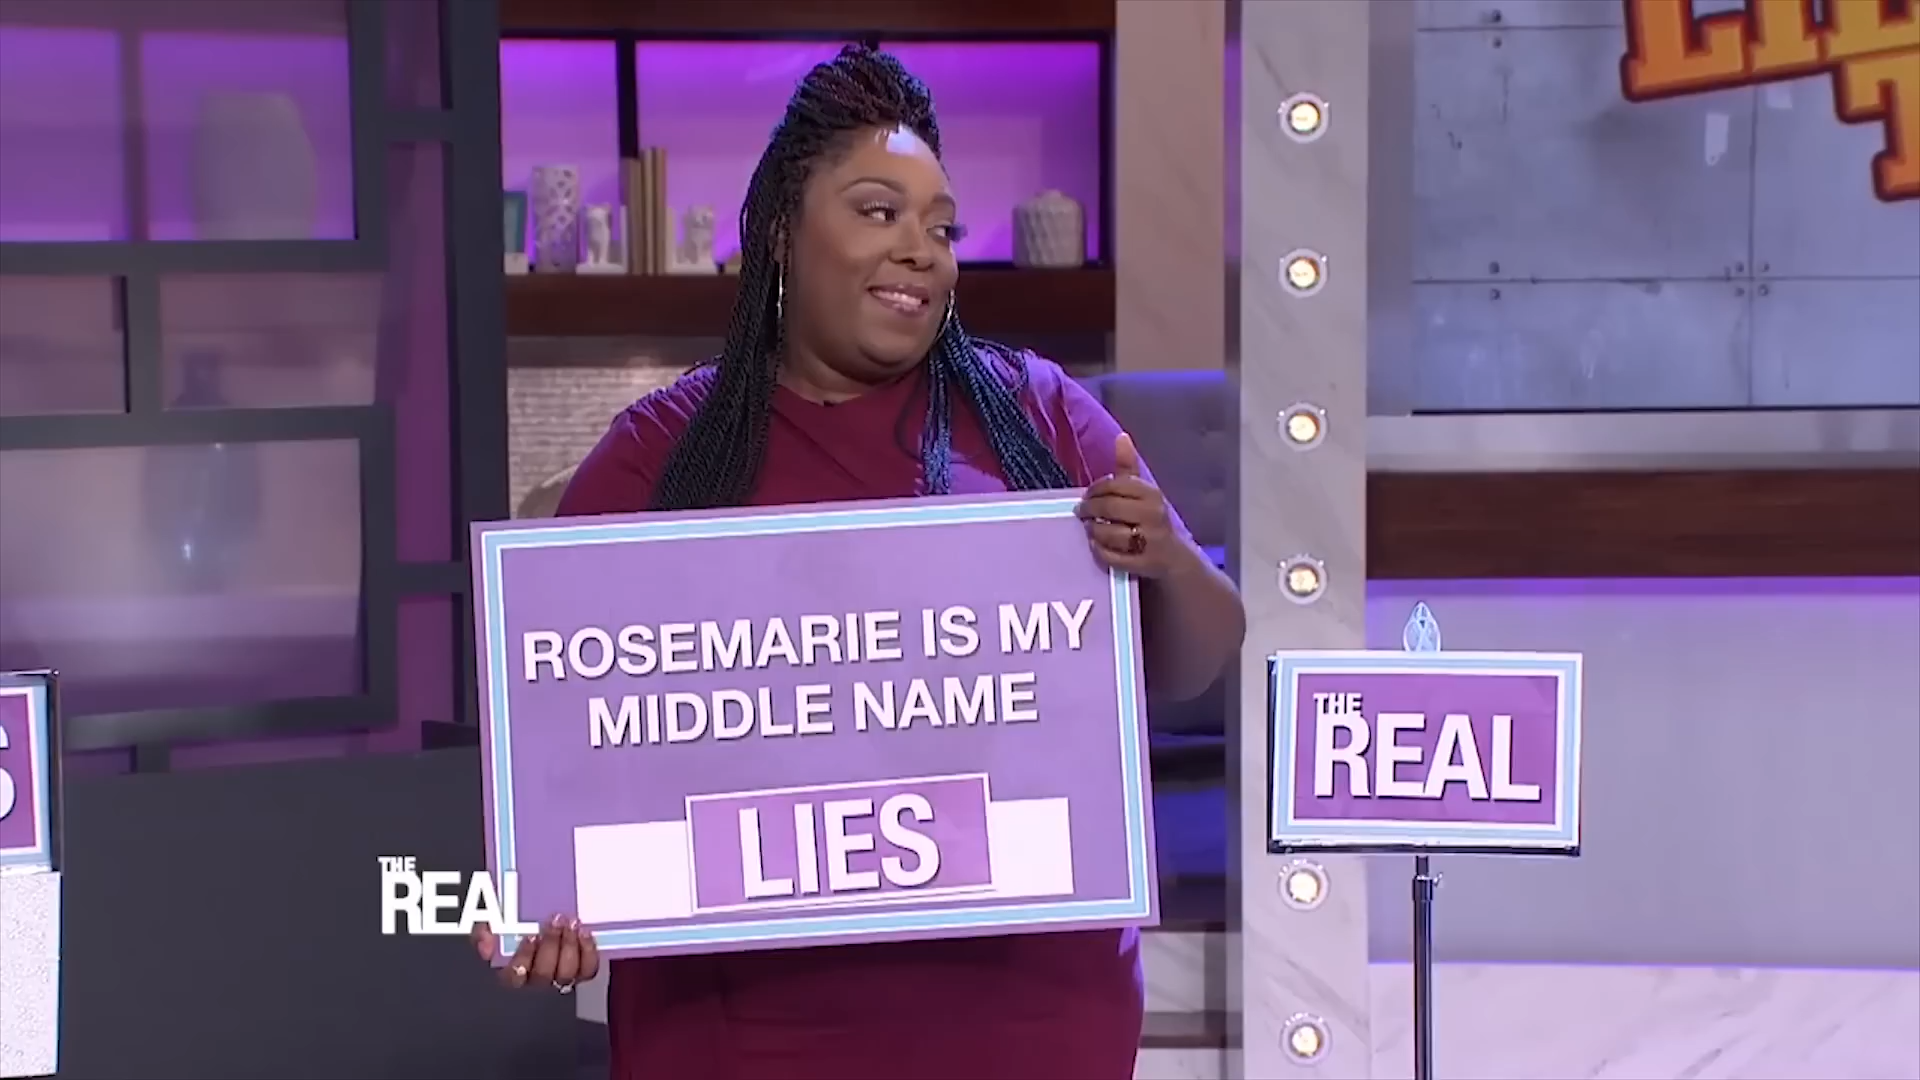 ROSEMARIE IS MY
MIDDLE NAME
LIES
THE
REAL
THE
REAL